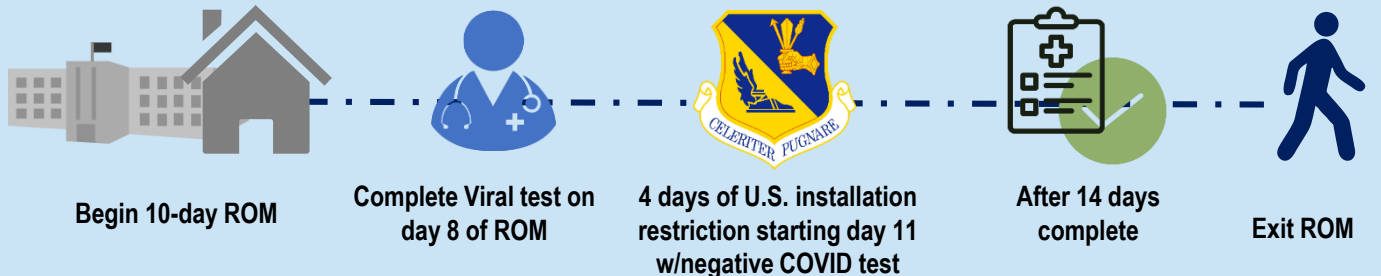 CELERITER PUGNARE
Begin 10-day ROM
Complete Viral test on
day 8 of ROM
4 days of U.S. installation
restriction starting day 11
w/negative COVID test
After 14 days
complete
Exit ROM